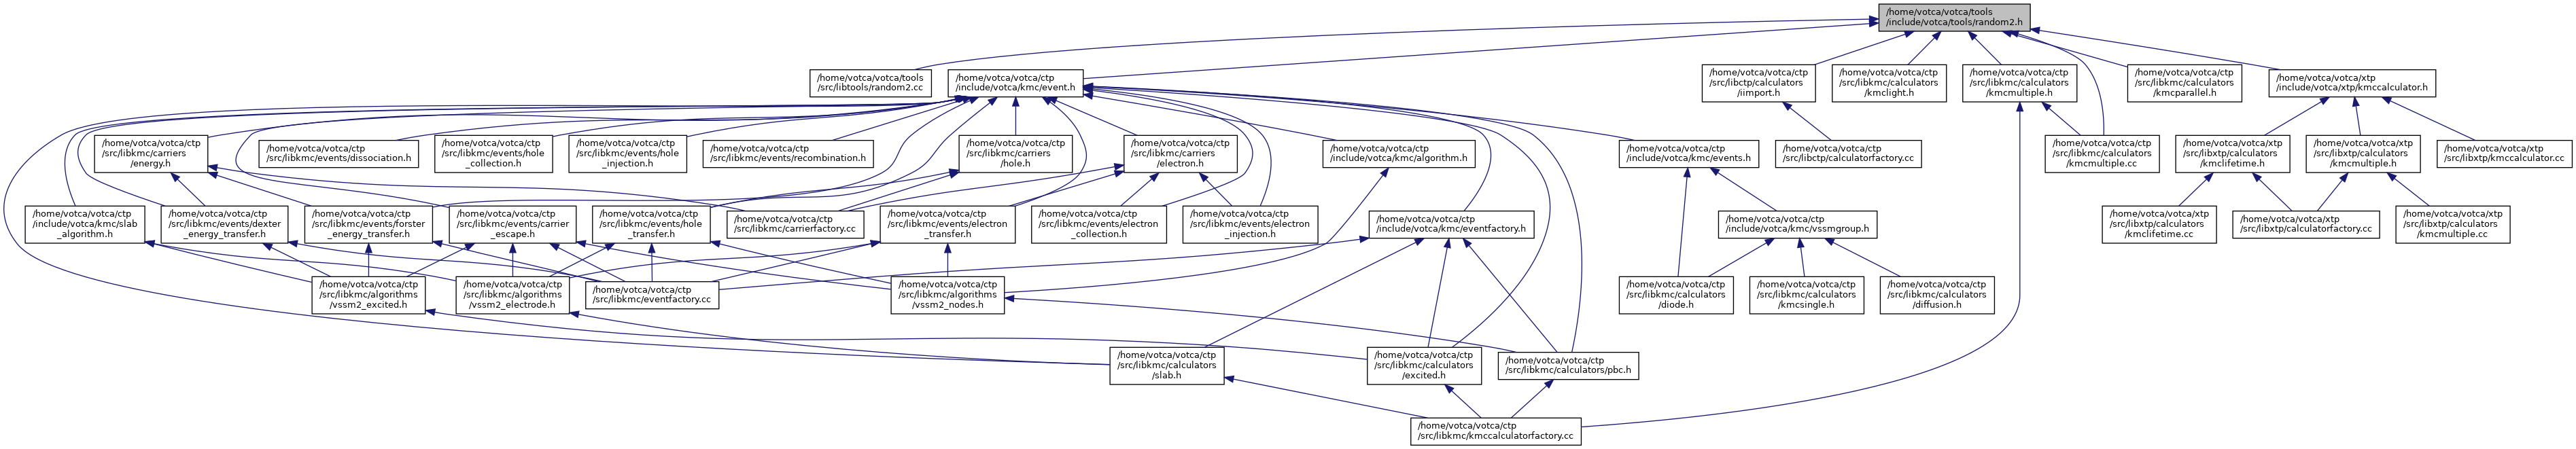 /home/votca/votca/tools
/include/votca/tools/random2.h
/home/votca/votca/tools
/src/libtools/random2.cc
/home/votca/votca/ctp
/include/votca/kmc/event.h
/home/votca/votca/ctp
/src/libctp/calculators
/iimport.h
/home/votca/votca/ctp
/src/libkmc/calculators
/kmclight.h
/home/votca/votca/ctp
/src/libkmc/calculators
/kmcmultiple.h
/home/votca/votca/ctp
/src/libkmc/calculators
/kmcparallel.h
/home/votca/votca/xtp
/include/votca/xtp/kmccalculator.h
/home/votca/votca/ctp
/src/libkmc/carriers
/energy.h
/home/votca/votca/ctp
/src/libkmc/events/dissociation.h
/home/votca/votca/ctp
/src/libkmc/events/hole
_collection.h
/home/votca/votca/ctp
/src/libkmc/events/hole
_injection.h
/home/votca/votca/ctp
/src/libkmc/events/recombination.h
/home/votca/votca/ctp
/src/libkmc/carriers
/hole.h
/home/votca/votca/ctp
/src/libkmc/carriers
/electron.h
/home/votca/votca/ctp
/include/votca/kmc/algorithm.h
/home/votca/votca/ctp
/include/votca/kmc/events.h
/home/votca/votca/ctp
/src/libctp/calculatorfactory.cc
/home/votca/votca/ctp
/src/libkmc/calculators
/kmcmultiple.cc
/home/votca/votca/xtp
/src/libxtp/calculators
/kmclifetime.h
/home/votca/votca/xtp
/src/libxtp/calculators
/kmcmultiple.h
/home/votca/votca/xtp
/src/libxtp/kmccalculator.cc
/home/votca/votca/ctp
/include/votca/kmc/slab
_algorithm.h
/home/votca/votca/ctp
/src/libkmc/events/dexter
_energy_transfer.h
/home/votca/votca/ctp
/src/libkmc/events/forster
_energy_transfer.h
/home/votca/votca/ctp
/src/libkmc/events/carrier
_escape.h
/home/votca/votca/ctp
/src/libkmc/events/hole
_transfer.h
/home/votca/votca/ctp
/src/libkmc/carrierfactory.cc
/home/votca/votca/ctp
/src/libkmc/events/electron
_transfer.h
/home/votca/votca/ctp
/src/libkmc/events/electron
_collection.h
/home/votca/votca/ctp
/src/libkmc/events/electron
_injection.h
/home/votca/votca/ctp
/include/votca/kmc/eventfactory.h
/home/votca/votca/ctp
/include/votca/kmc/vssmgroup.h
/home/votca/votca/xtp
/src/libxtp/calculators
/kmclifetime.cc
/home/votca/votca/xtp
/src/libxtp/calculatorfactory.cc
/home/votca/votca/xtp
/src/libxtp/calculators
/kmcmultiple.cc
/home/votca/votca/ctp
/src/libkmc/algorithms
/vssm2_excited.h
/home/votca/votca/ctp
/src/libkmc/algorithms
/vssm2_electrode.h
/home/votca/votca/ctp
/src/libkmc/eventfactory.cc
/home/votca/votca/ctp
/src/libkmc/algorithms
/vssm2_nodes.h
/home/votca/votca/ctp
/src/libkmc/calculators
/diode.h
/home/votca/votca/ctp
/src/libkmc/calculators
/kmcsingle.h
/home/votca/votca/ctp
/src/libkmc/calculators
/diffusion.h
/home/votca/votca/ctp
/src/libkmc/calculators
/slab.h
/home/votca/votca/ctp
/src/libkmc/calculators
/excited.h
/home/votca/votca/ctp
/src/libkmc/calculators/pbc.h
/home/votca/votca/ctp
/src/libkmc/kmccalculatorfactory.cc